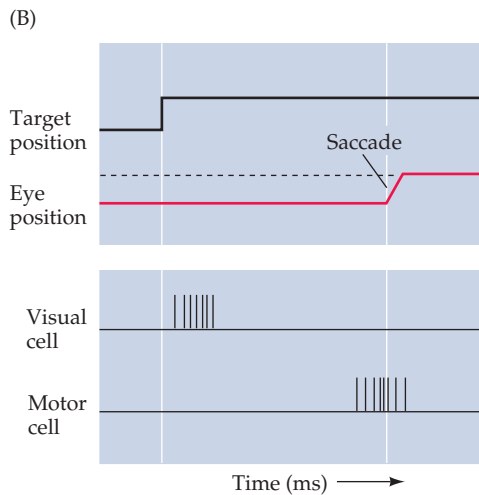 (B)
Target
position
Saccade
Eye
position
Visual
cell
Motor
cell
Time (ms)